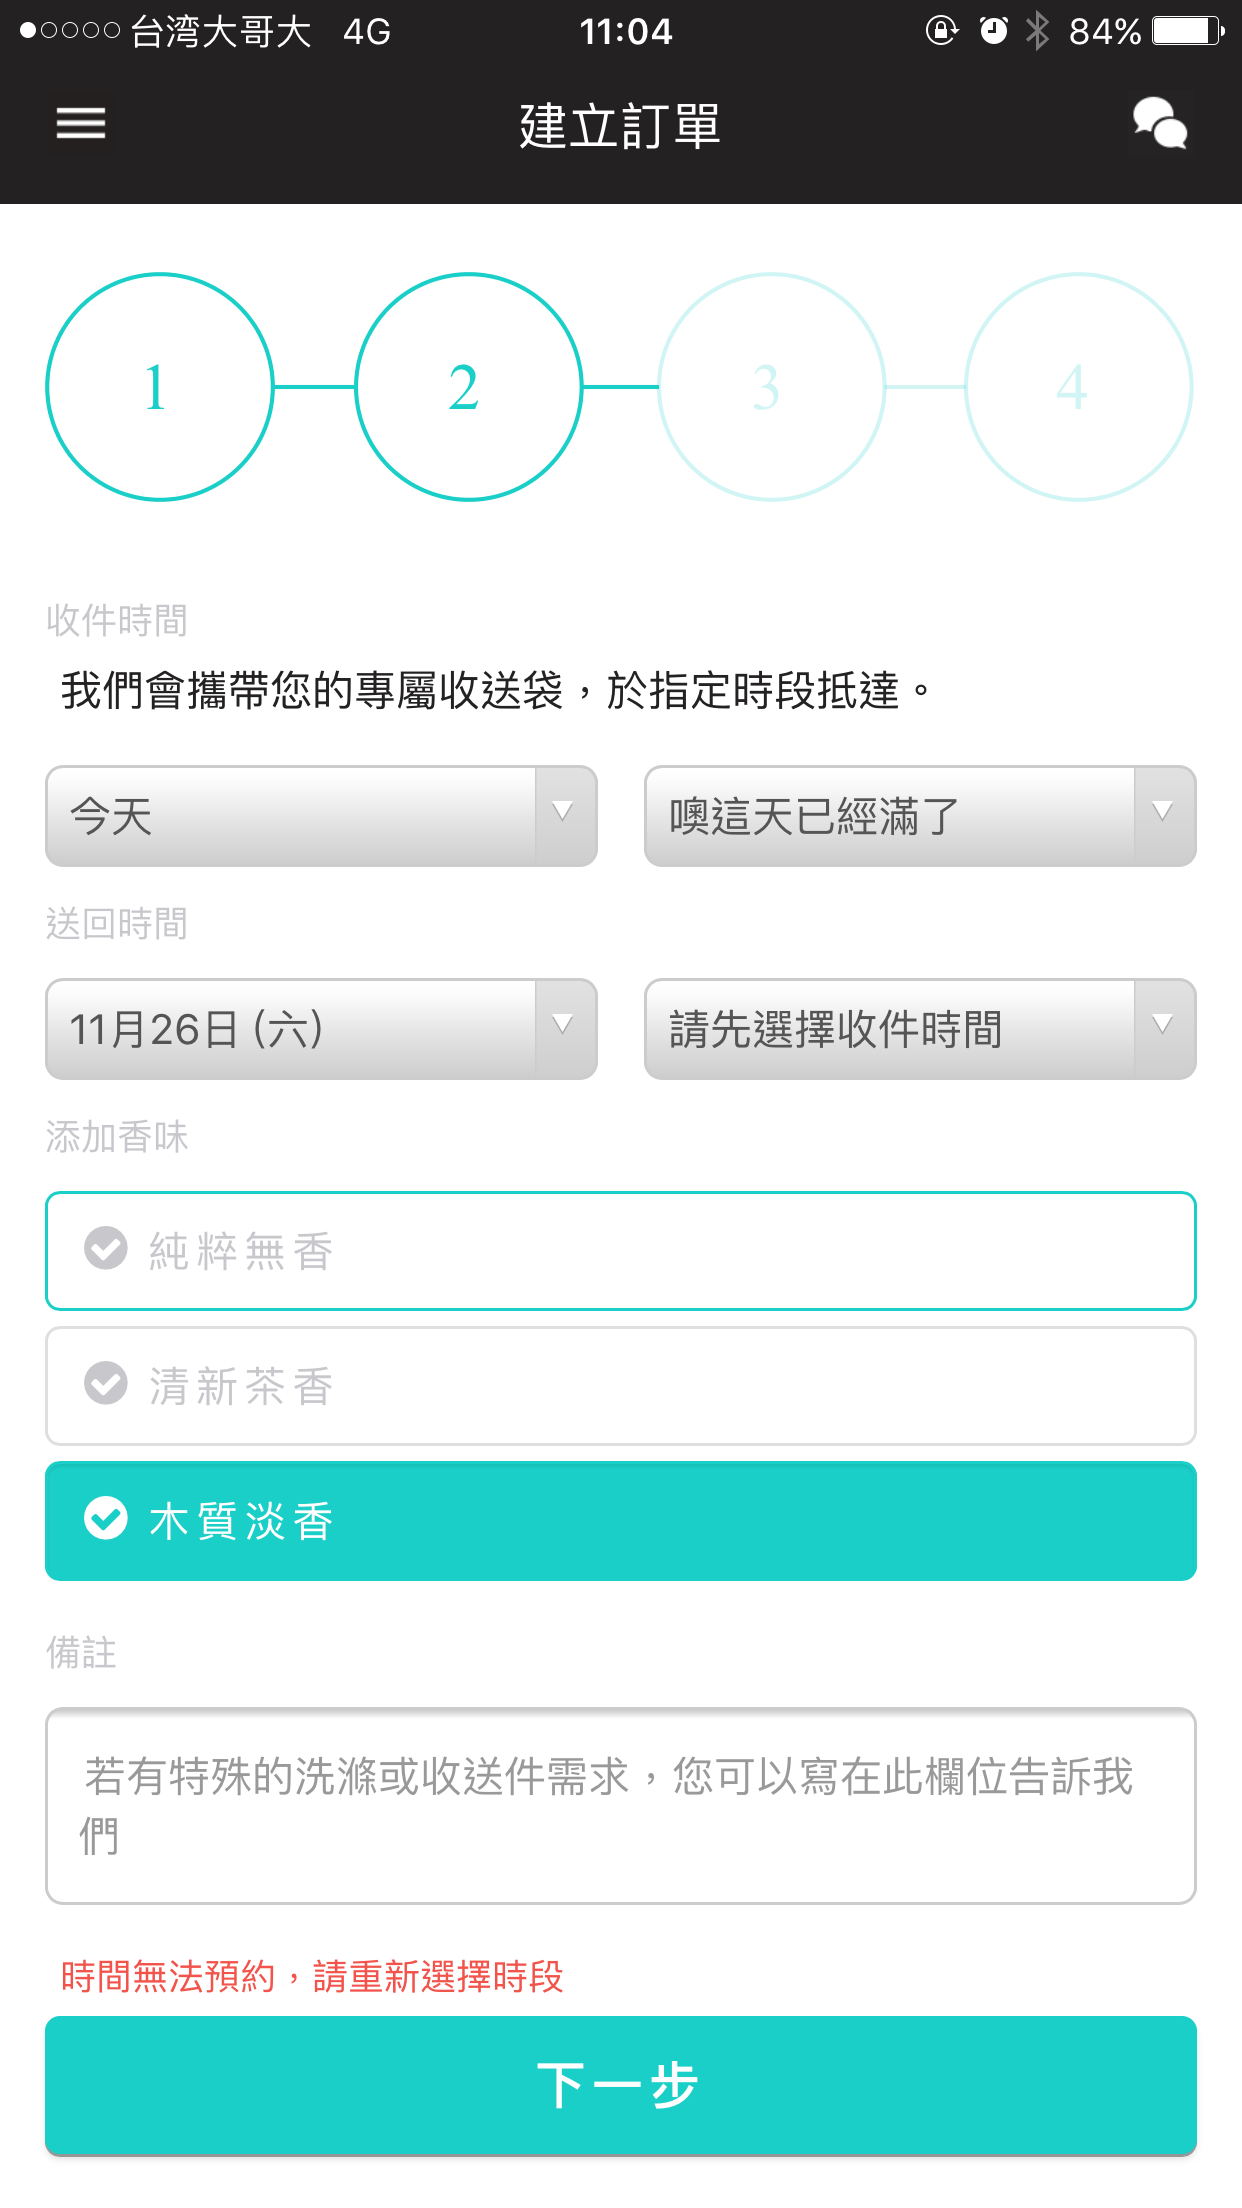 台湾大哥大 4G 11:04 84%
建立訂單
1 2 3 4
收件時間
我們會攜帶您的專屬收送袋，於指定時段抵達。
今天 噢這天已經滿了
送回時間
11月26日 (六) 請先選擇收件時間
添加香味
純粹無香
清新茶香
木質淡香
備註
若有特殊的洗滌或收送件需求，您可以寫在此欄位告訴我
們
時間無法預約，請重新選擇時段
下一步